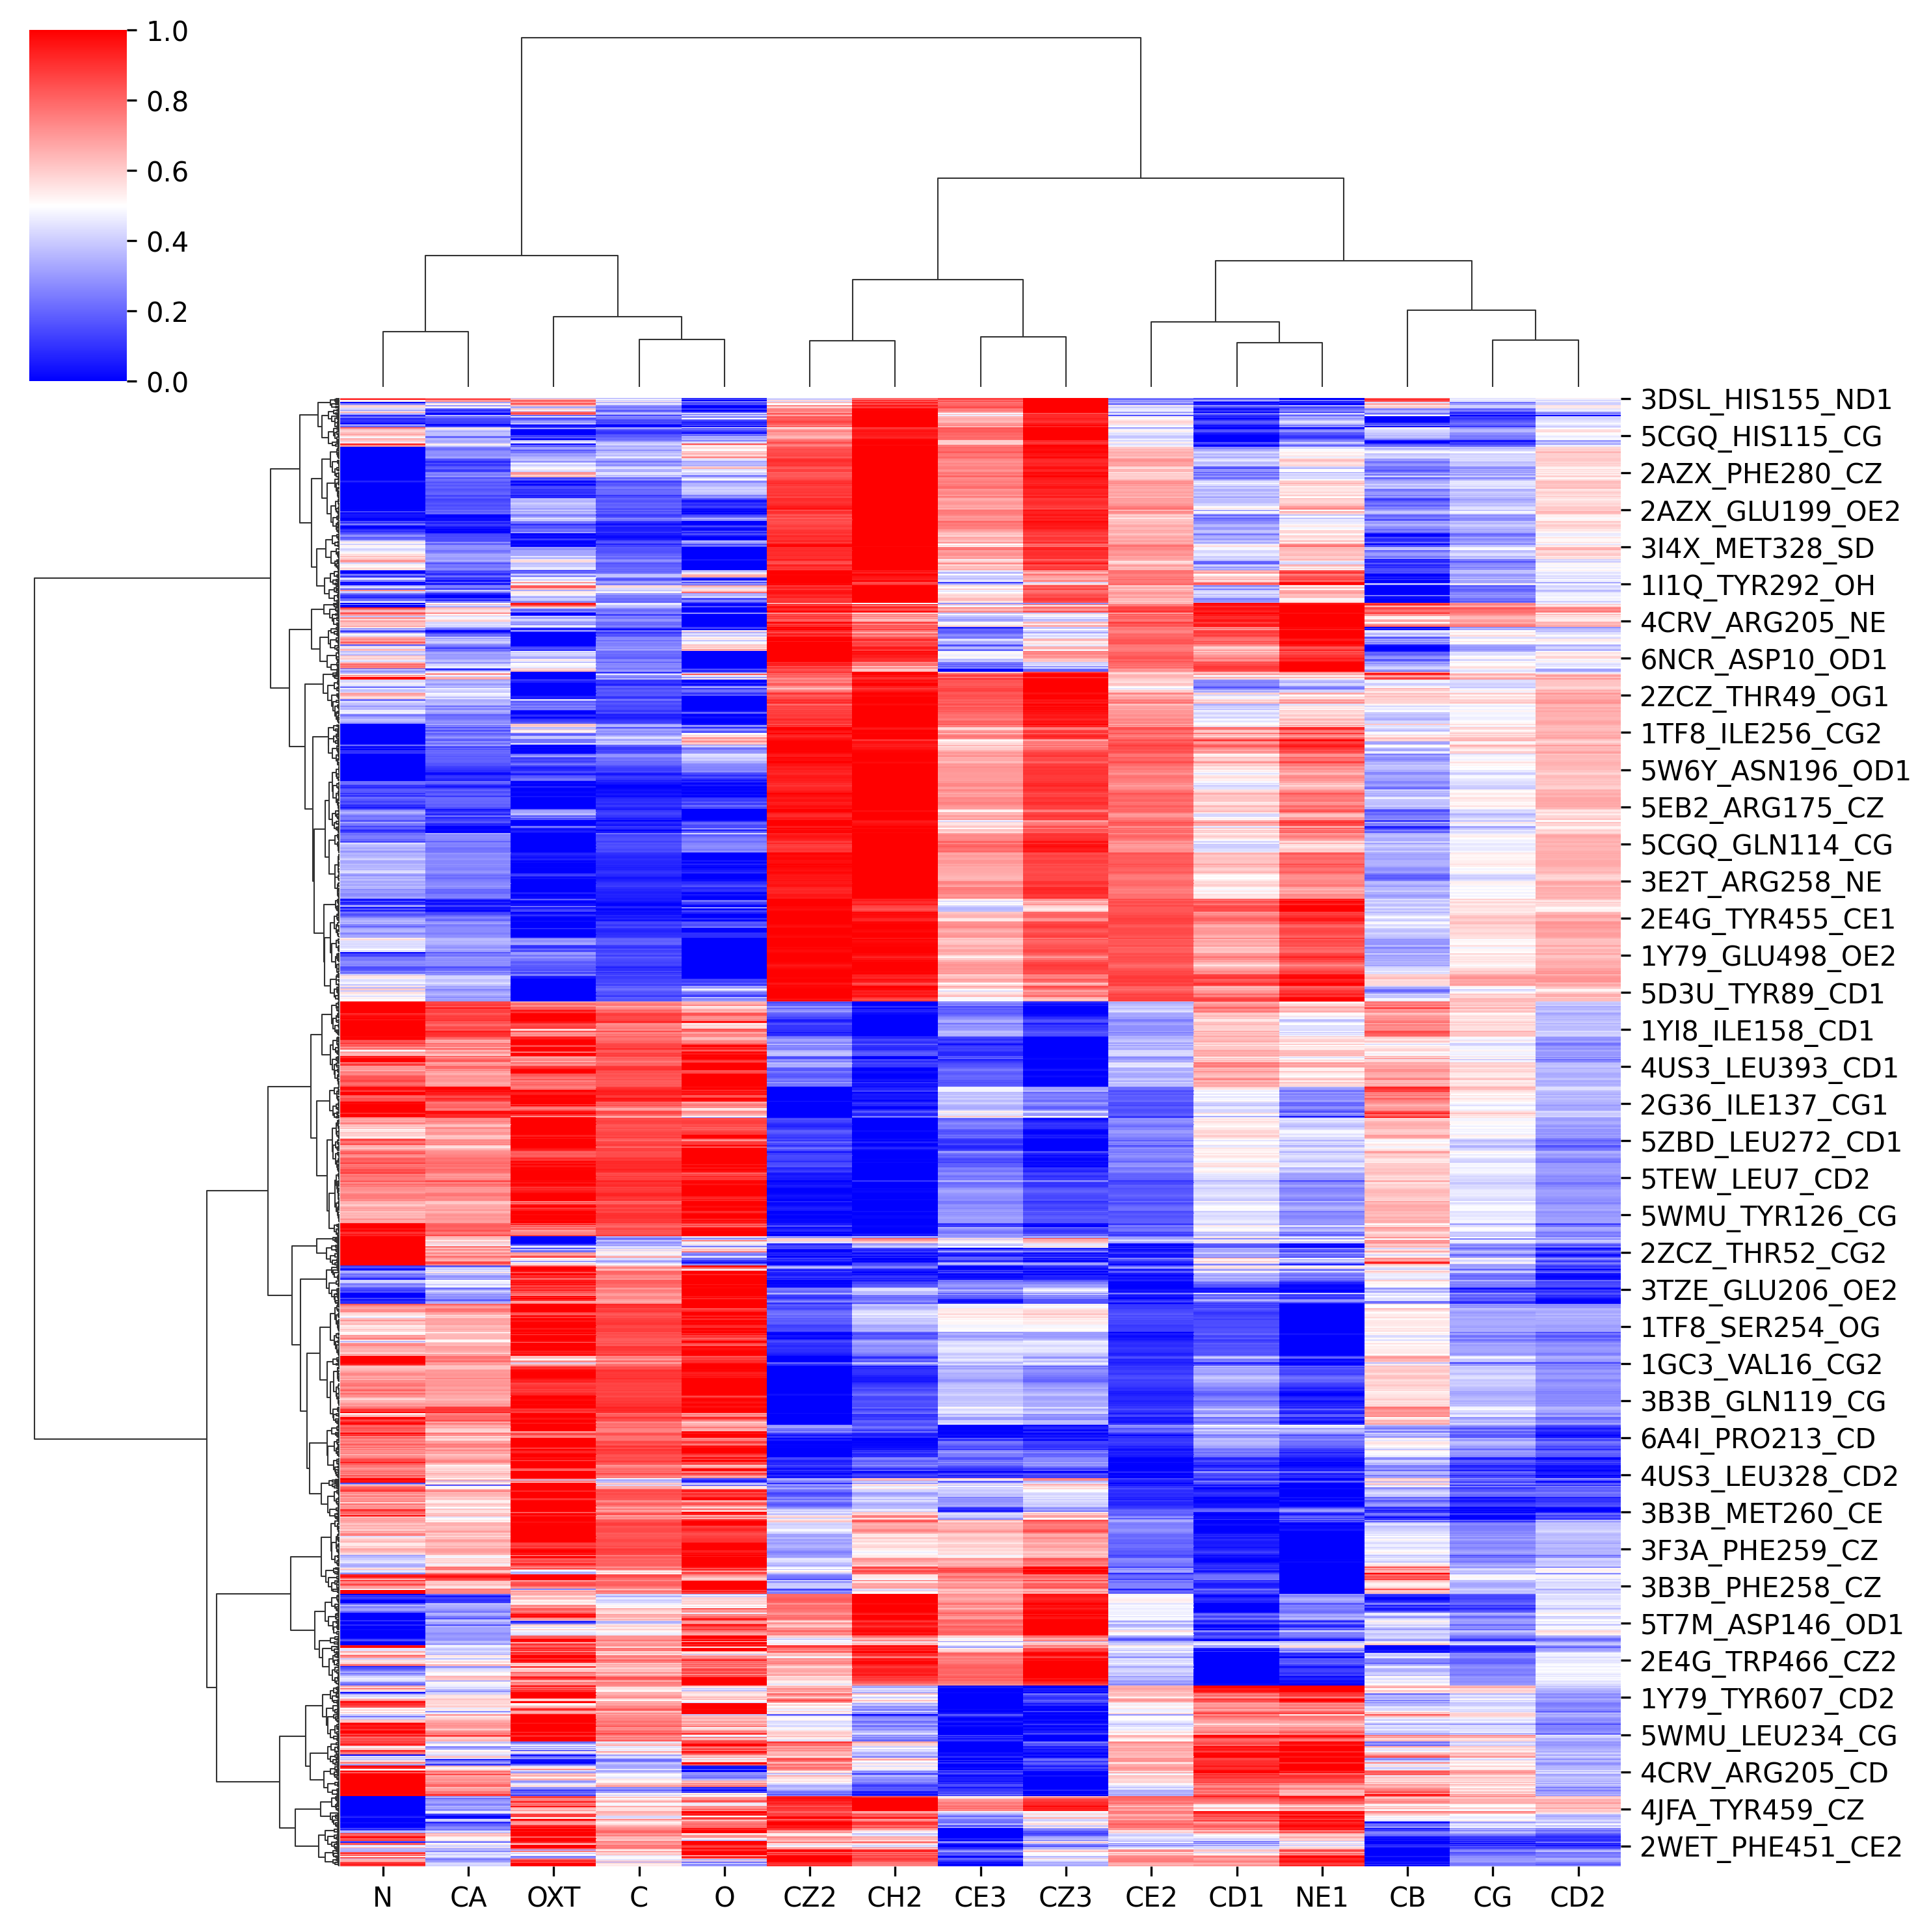 1.0
0.8
0.6
0.4
0.2
0.0
3DSL_HIS155_ND1
5CGQ_HIS115_CG
2AZX_PHE280_CZ
2AZX_GLU199_OE2
3I4X_MET328_SD
1I1Q_TYR292_OH
4CRV_ARG205_NE
6NCR_ASP10_OD1
2ZCZ_THR49_OG1
1TF8_ILE256_CG2
5W6Y_ASN196_OD1
5EB2_ARG175_CZ
5CGQ_GLN114_CG
3E2T_ARG258_NE
2E4G_TYR455_CE1
1Y79_GLU498_OE2
5D3U_TYR89_CD1
1YI8_ILE158_CD1
4US3_LEU393_CD1
2G36_ILE137_CG1
5ZBD_LEU272_CD1
5TEW_LEU7_CD2
5WMU_TYR126_CG
2ZCZ_THR52_CG2
3TZE_GLU206_OE2
1TF8_SER254_OG
1GC3_VAL16_CG2
3B3B_GLN119_CG
6A4I_PRO213_CD
4US3_LEU328_CD2
3B3B_MET260_CE
3F3A_PHE259_CZ
3B3B_PHE258_CZ
5T7M_ASP146_OD1
2E4G_TRP466_CZ2
1Y79_TYR607_CD2
5WMU_LEU234_CG
4CRV_ARG205_CD
4JFA_TYR459_CZ
2WET_PHE451_CE2
N CA OXT C O CZ2 CH2 CE3 CZ3 CE2 CD1 NE1 CB CG CD2